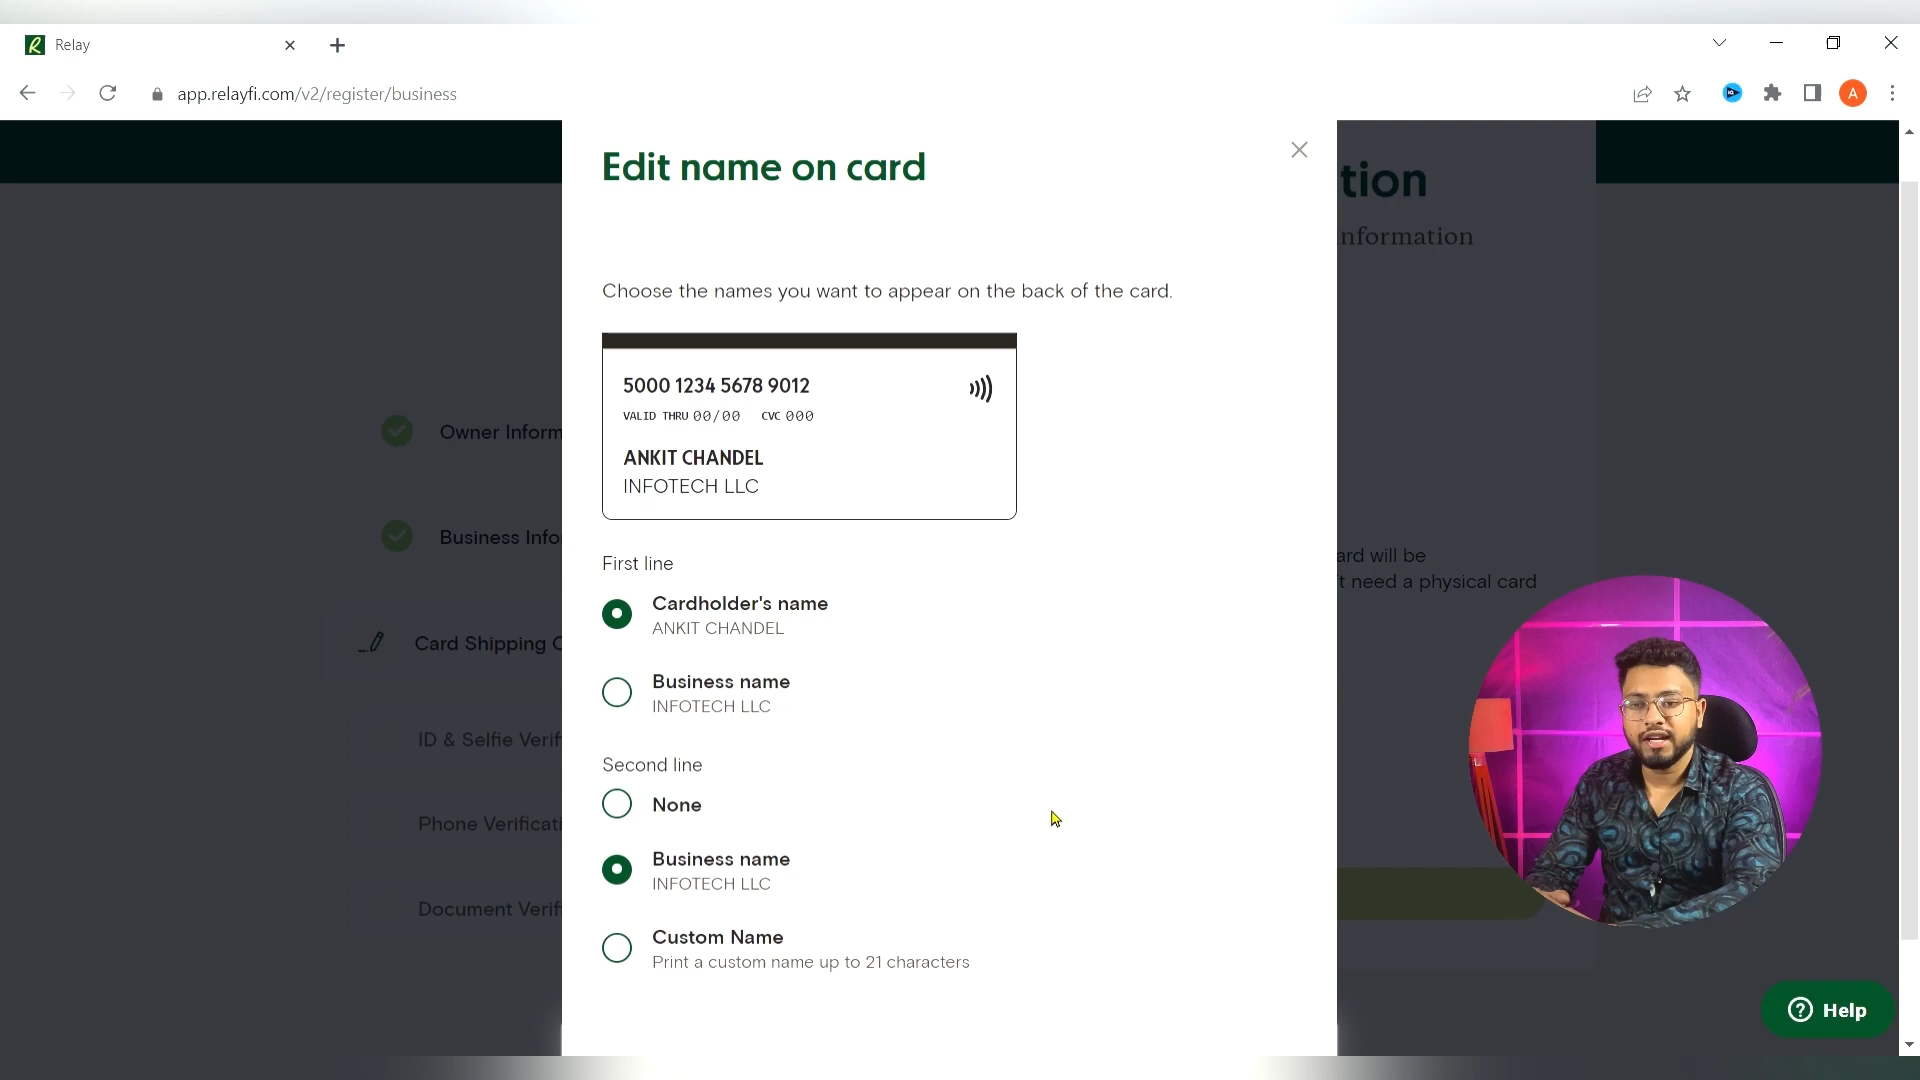 Relay
app.relayfi.com/v2/register/business
A
Edit name on card
tion
nformation
Choose the names you want to appear on the back of the card.
5000 1234 5678 9012
VALID THRU 00/00 CVC 000
ANKIT CHANDEL
INFOTECH LLC
Owner Inform
Business Info
Card Shipping
ID & Selfie Verif
Phone Verificati
Document Verif
First line
Cardholder's name
ANKIT CHANDEL
Business name
INFOTECH LLC
Second line
None
Business name
INFOTECH LLC
Custom Name
Print a custom name up to 21 characters
ard will be
't need a physical card
Help